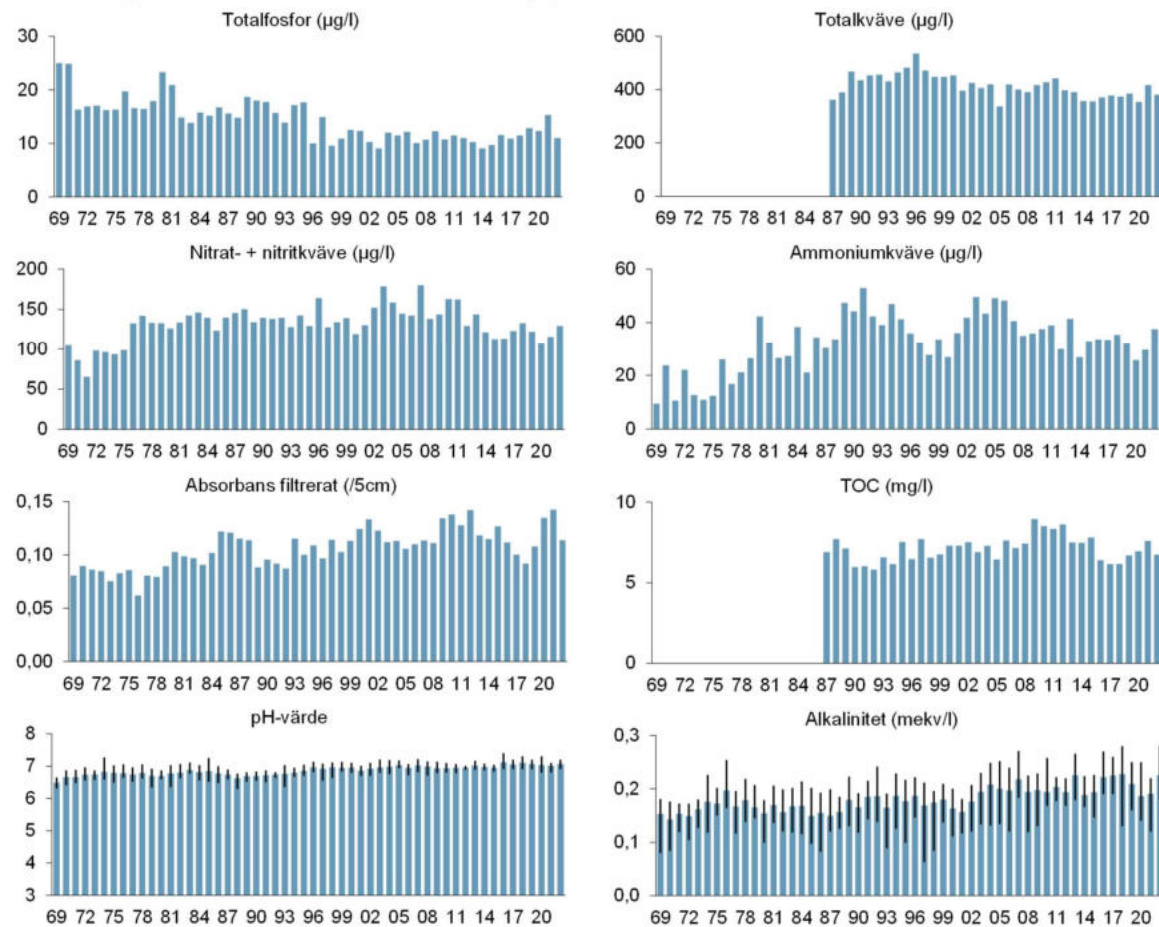 Totalfosfor (µg/l)
30
20
10
0
69 72 75 78 81 84 87 90 93 96 99 02 05 08 11 14 17 20
Totalkväve (µg/l)
600
400
200
0
69 72 75 78 81 84 87 90 93 96 99 02 05 08 11 14 17 20
Nitrat- + nitritkväve (µg/l)
200
150
100
50
0
69 72 75 78 81 84 87 90 93 96 99 02 05 08 11 14 17 20
Ammoniumkväve (µg/l)
60
40
20
0
69 72 75 78 81 84 87 90 93 96 99 02 05 08 11 14 17 20
Absorbans filtrerat (/5cm)
0,15
0,10
0,05
0,00
69 72 75 78 81 84 87 90 93 96 99 02 05 08 11 14 17 20
TOC (mg/l)
10
5
0
69 72 75 78 81 84 87 90 93 96 99 02 05 08 11 14 17 20
pH-värde
8
7
6
5
4
3
69 72 75 78 81 84 87 90 93 96 99 02 05 08 11 14 17 20
Alkalinitet (mekv/l)
0,3
0,2
0,1
0,0
69 72 75 78 81 84 87 90 93 96 99 02 05 08 11 14 17 20